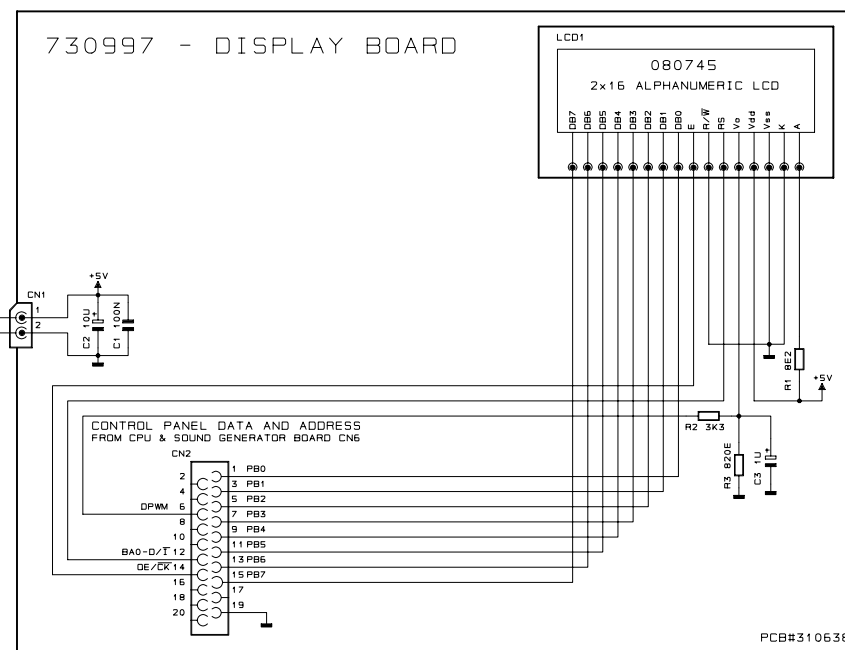 730997 - DISPLAY BOARD
LCD1
080745
2x16 ALPHANUMERIC LCD
DB7 DB6 DB5 DB4 DB3 DB2 DB1 DB0 E R/W̅ RS Vo Vdd Vss K A
+5V
CN1
1
2
C2 10U
+
C1 100N
R1 8E2
+5V
R2 3K3
R3 820E
C3 1U
+
CONTROL PANEL DATA AND ADDRESS
FROM CPU & SOUND GENERATOR BOARD CN6
CN2
1 PB0
2
3 PB1
4
5 PB2
DPWM 6
7 PB3
8
9 PB4
10
11 PB5
BA0-D/I̅ 12
13 PB6
OE/C̅K̅ 14
15 PB7
16
17
18
19
20
PCB#310638